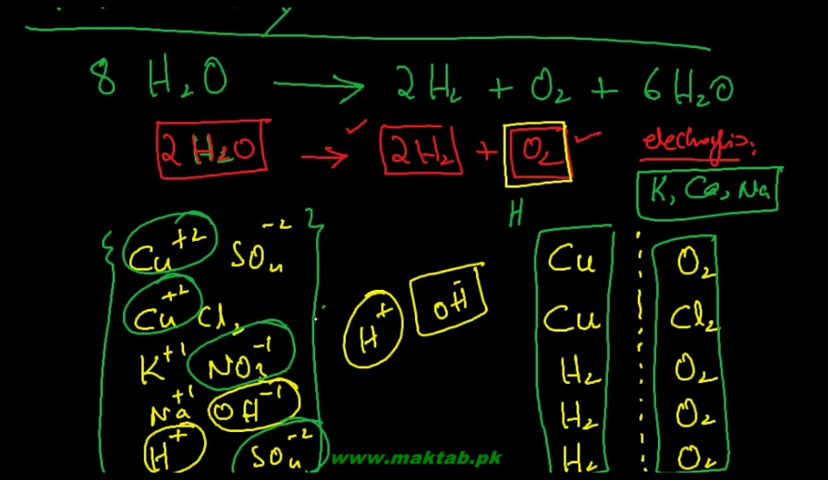 8 H₂O → 2H₂ + O₂ + 6H₂O
2 H₂O → 2H₂ + O₂
K, Ca, Na
H
Cu⁺² SO₄⁻² Cu O₂
Cu⁺² Cl₂ H⁺ OH⁻ Cu Cl₂
K⁺¹ NO₃⁻¹ H₂ O₂
Na⁺¹ OH⁻¹ H₂ O₂
H⁺ SO₄⁻² H₂ O₂
www.maktab.pk